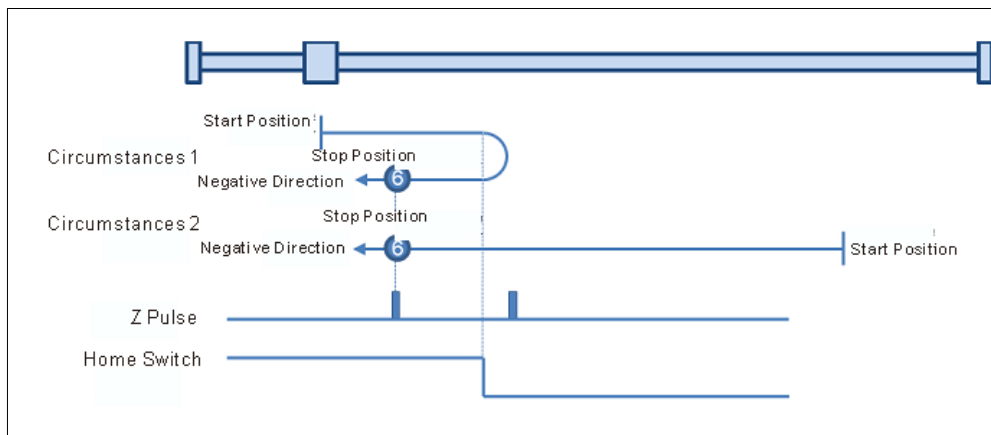 Start Position
Circumstances 1
Stop Position
6
Negative Direction
Circumstances 2
Stop Position
6
Negative Direction
Start Position
Z Pulse
Home Switch